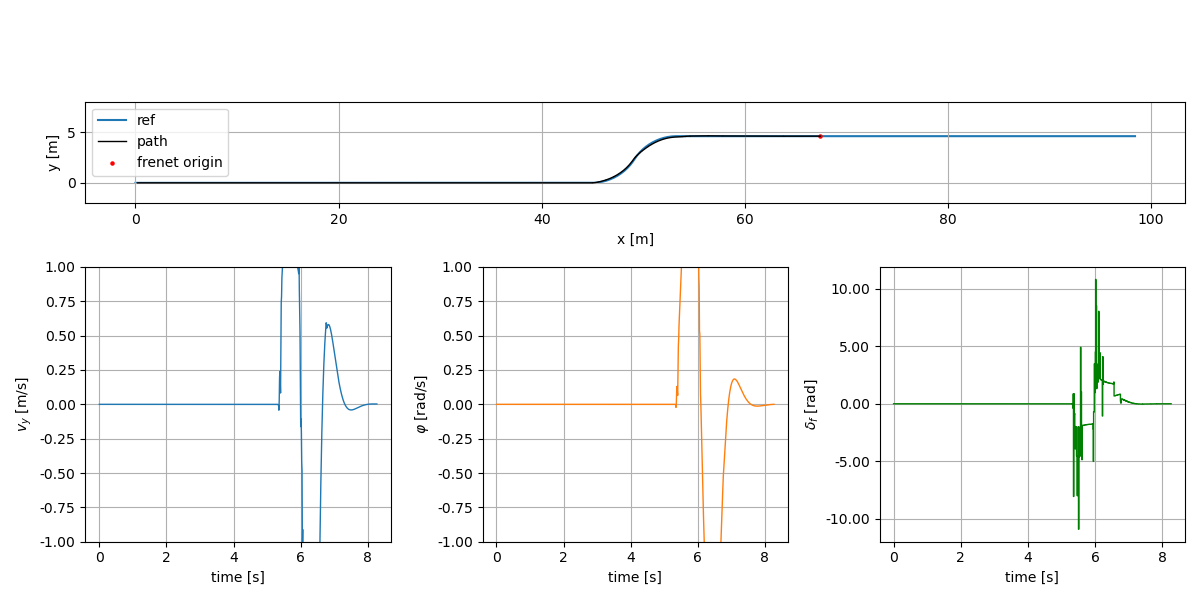 ref
path
frenet origin
y [m]
5
0
0 20 40 60 80 100
x [m]
1.00
0.75
0.50
0.25
0.00
-0.25
-0.50
-0.75
-1.00
v_y [m/s]
0 2 4 6 8
time [s]
1.00
0.75
0.50
0.25
0.00
-0.25
-0.50
-0.75
-1.00
φ [rad/s]
0 2 4 6 8
time [s]
10.00
5.00
0.00
-5.00
-10.00
δ_f [rad]
0 2 4 6 8
time [s]